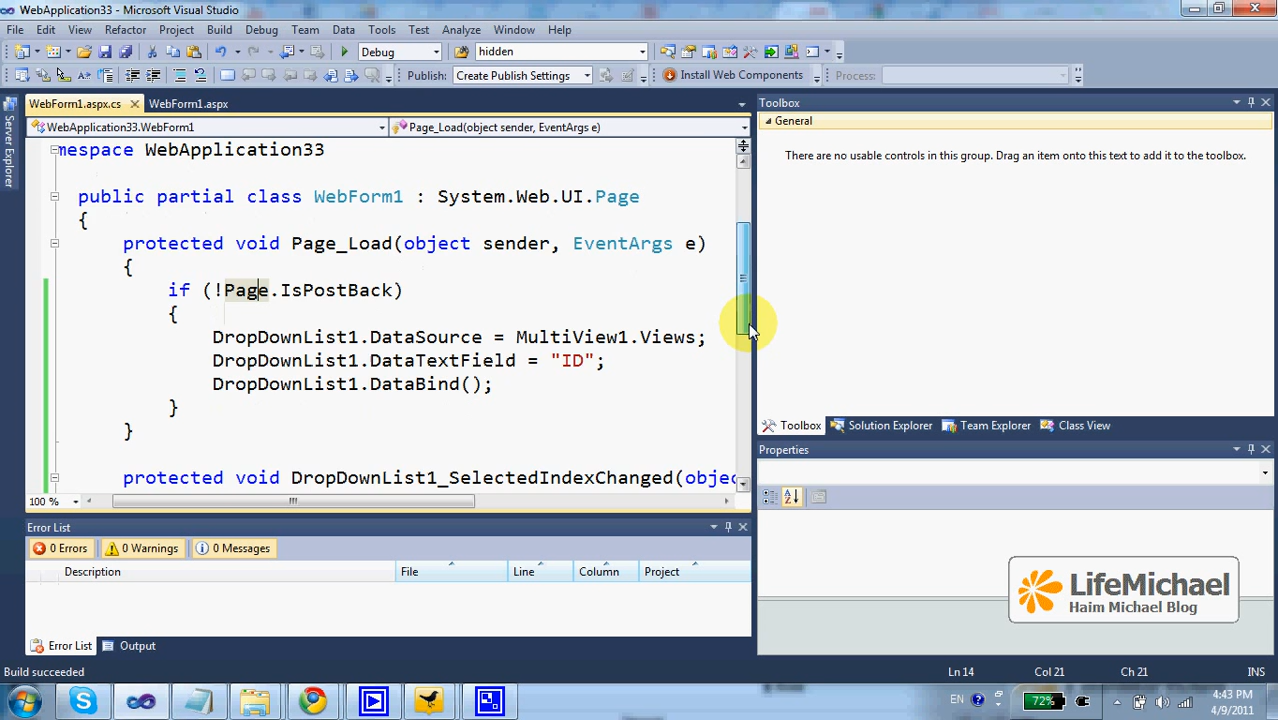 WebApplication33 - Microsoft Visual Studio
File Edit View Refactor Project Build Debug Team Data Tools Test Analyze Window Help
Debug hidden
Publish: Create Publish Settings Install Web Components Process:
WebForm1.aspx.cs WebForm1.aspx
WebApplication33.WebForm1 Page_Load(object sender, EventArgs e)
mespace WebApplication33
public partial class WebForm1 : System.Web.UI.Page
{
protected void Page_Load(object sender, EventArgs e)
{
if (!Page.IsPostBack)
{
DropDownList1.DataSource = MultiView1.Views;
DropDownList1.DataTextField = "ID";
DropDownList1.DataBind();
}
}
protected void DropDownList1_SelectedIndexChanged(objec
100 %
Server Explorer
Toolbox
General
There are no usable controls in this group. Drag an item onto this text to add it to the toolbox.
Toolbox Solution Explorer Team Explorer Class View
Properties
Error List
0 Errors 0 Warnings 0 Messages
Description File Line Column Project
Error List Output
LifeMichael
Haim Michael Blog
Build succeeded Ln 14 Col 21 Ch 21 INS
EN 72% 4:43 PM
4/9/2011